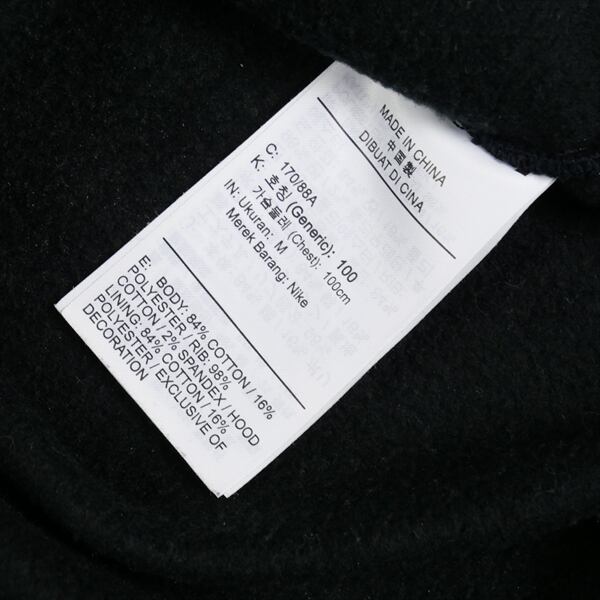 MADE IN CHINA
中国製
DIBUAT DI CINA
C: 170/88A
K: 호칭 (Generic): 100
가슴둘레 (Chest): 100cm
IN: Ukuran: M
Merek Barang: Nike
E: BODY: 84% COTTON / 16%
POLYESTER / RIB: 98%
COTTON / 2% SPANDEX / HOOD
LINING: 84% COTTON / 16%
POLYESTER / EXCLUSIVE OF
DECORATION